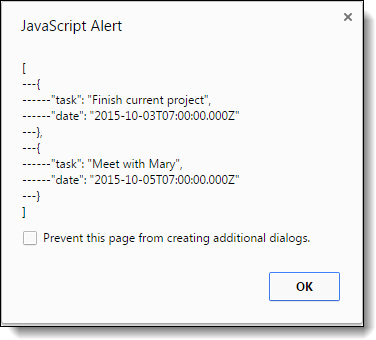 JavaScript Alert
[
---{
------"task": "Finish current project",
------"date": "2015-10-03T07:00:00.000Z"
---},
---{
------"task": "Meet with Mary",
------"date": "2015-10-05T07:00:00.000Z"
---}
]
Prevent this page from creating additional dialogs.
OK